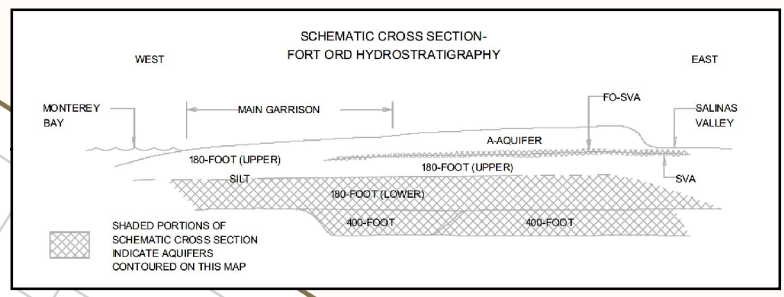 SCHEMATIC CROSS SECTION-
FORT ORD HYDROSTRATIGRAPHY
WEST
EAST
MONTEREY
BAY
MAIN GARRISON
FO-SVA
SALINAS
VALLEY
A-AQUIFER
180-FOOT (UPPER)
180-FOOT (UPPER)
SILT
SVA
180-FOOT (LOWER)
400-FOOT
400-FOOT
SHADED PORTIONS OF
SCHEMATIC CROSS SECTION
INDICATE AQUIFERS
CONTOURED ON THIS MAP